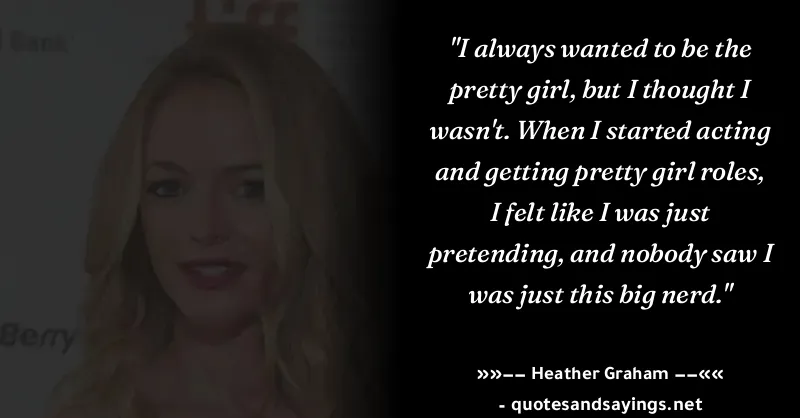 Bank
Berry
"I always wanted to be the
pretty girl, but I thought I
wasn't. When I started acting
and getting pretty girl roles,
I felt like I was just
pretending, and nobody saw I
was just this big nerd."
»»−− Heather Graham −−««
- quotesandsayings.net